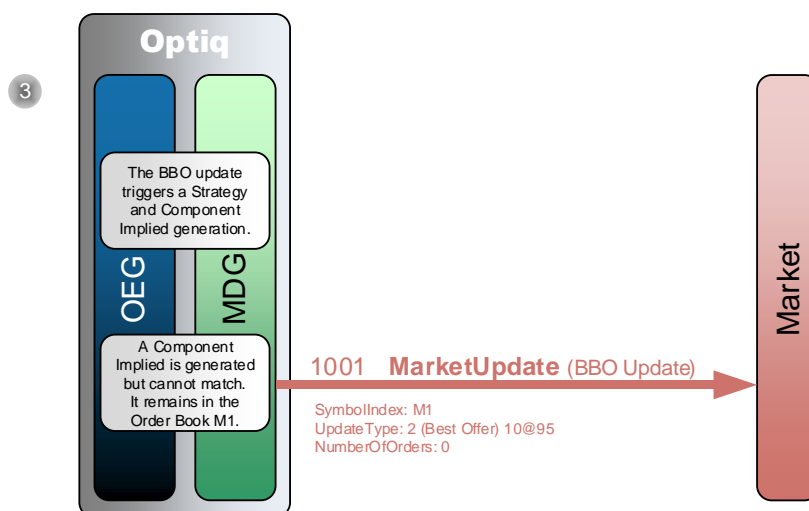 Optiq
3
The BBO update
triggers a Strategy
and Component
Implied generation.
OEG
MDG
A Component
Implied is generated
but cannot match.
It remains in the
Order Book M1.
1001 MarketUpdate (BBO Update)
SymbolIndex: M1
UpdateType: 2 (Best Offer) 10@95
NumberOfOrders: 0
Market